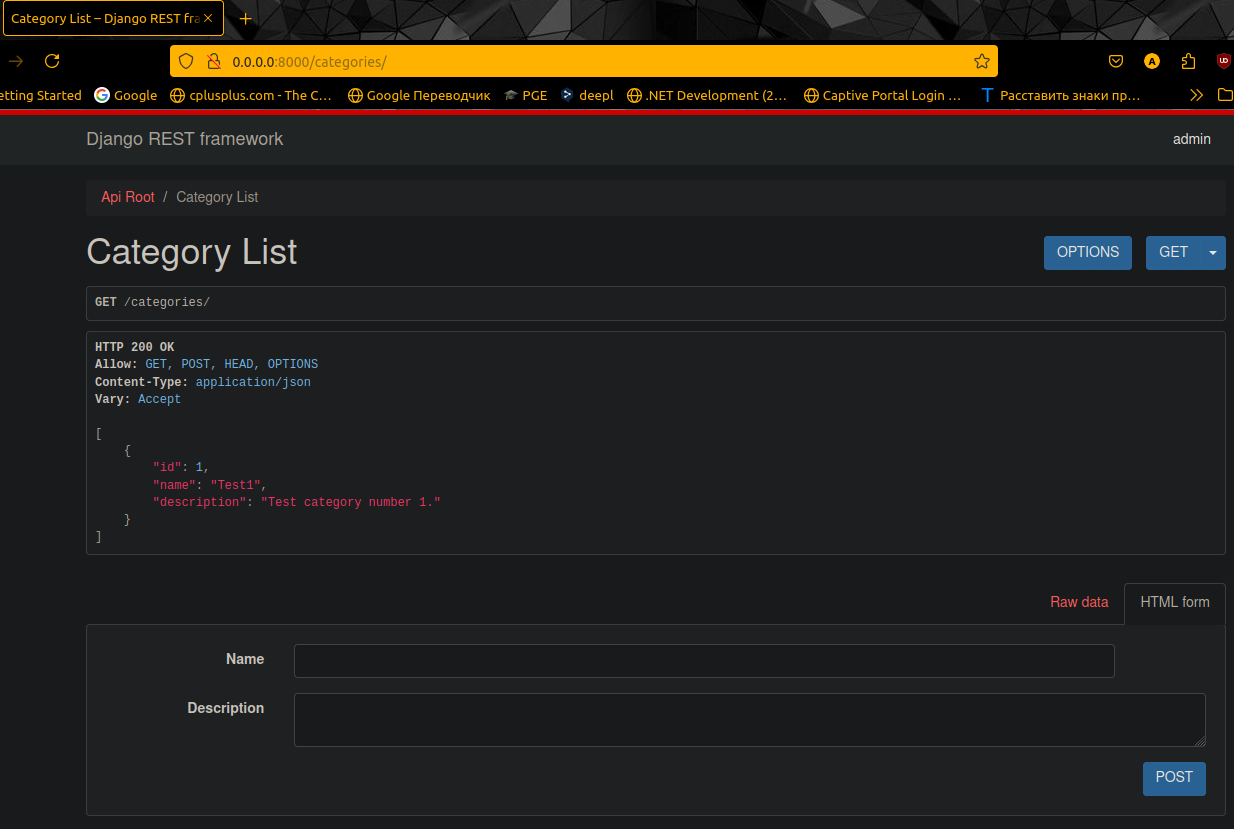 Category List – Django REST fra
0.0.0.0:8000/categories/
A
UD
etting Started Google cplusplus.com - The C… Google Переводчик PGE deepl .NET Development (2… Captive Portal Login … Расставить знаки пр…
Django REST framework admin
Api Root / Category List
Category List OPTIONS GET
GET /categories/
HTTP 200 OK
Allow: GET, POST, HEAD, OPTIONS
Content-Type: application/json
Vary: Accept
[
{
"id": 1,
"name": "Test1",
"description": "Test category number 1."
}
]
Raw data HTML form
Name
Description
POST